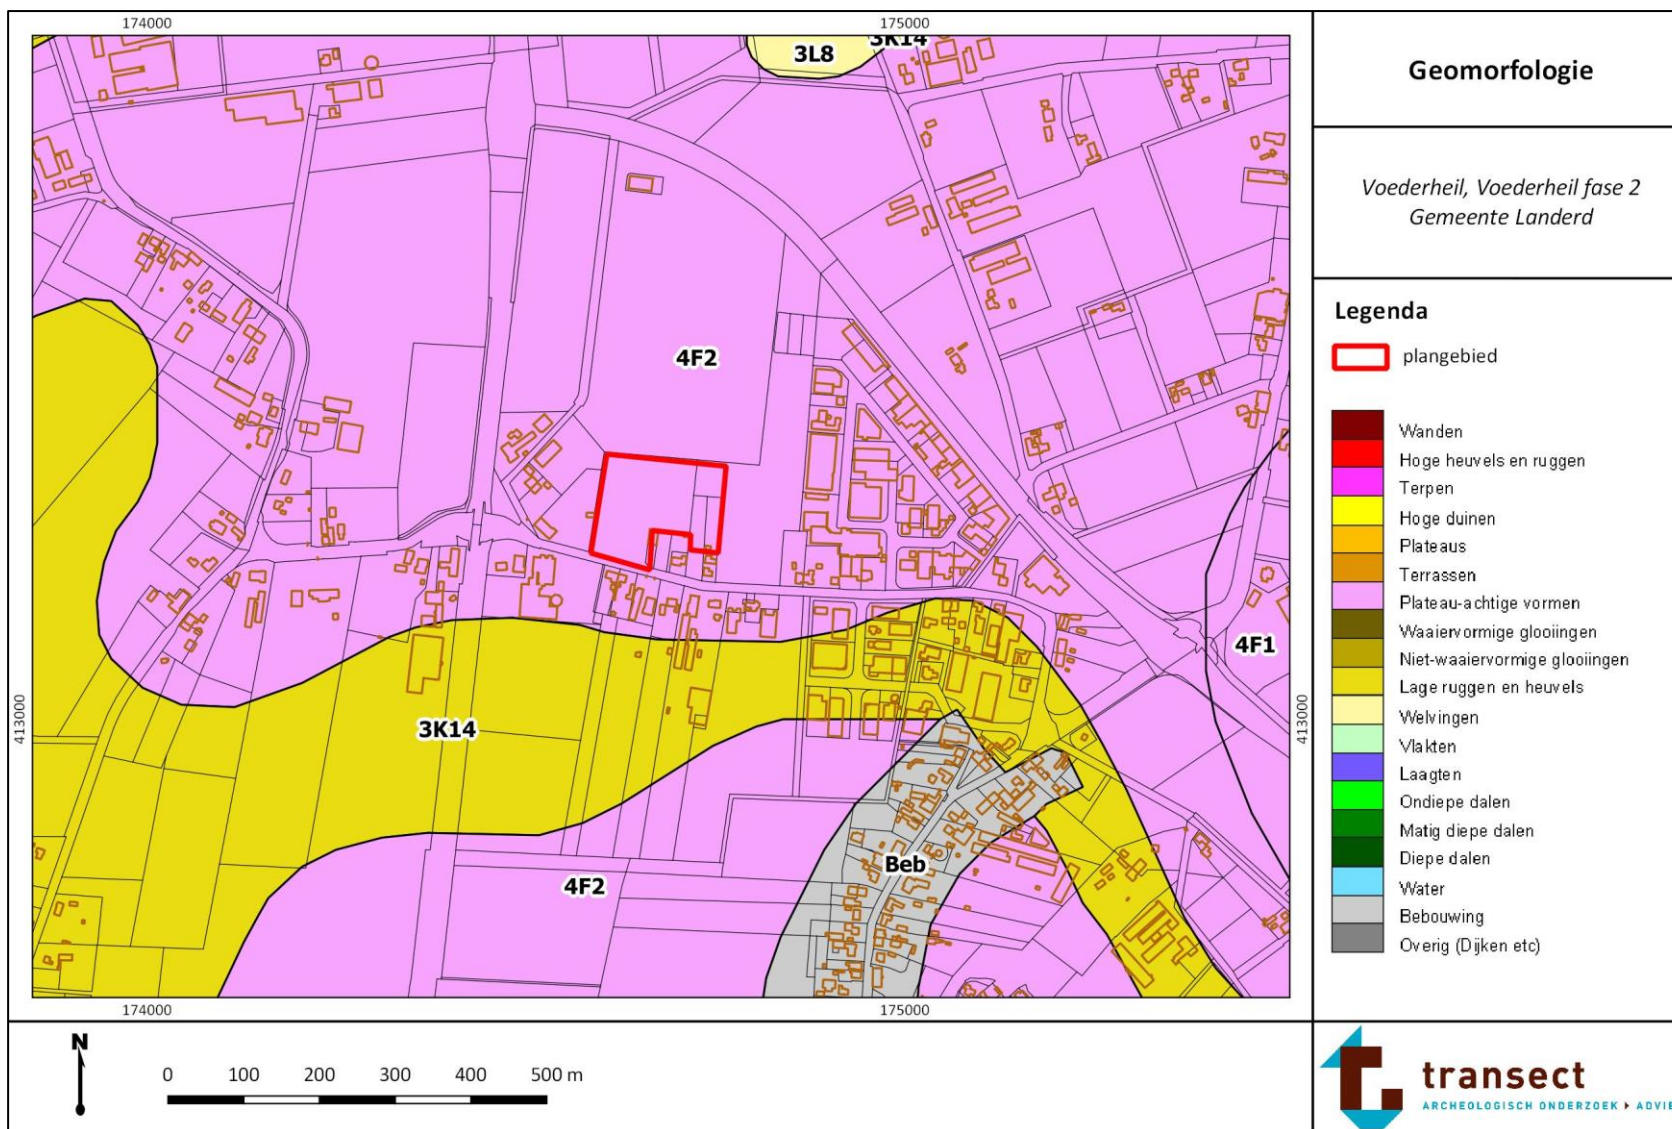 174000
175000
3L8
3K14
4F2
4F1
413000
413000
3K14
Beb
4F2
174000
175000
N
0 100 200 300 400 500 m
Geomorfologie
Voederheil, Voederheil fase 2
Gemeente Landerd
Legenda
plangebied
Wanden
Hoge heuvels en ruggen
Terpen
Hoge duinen
Plateaus
Terrassen
Plateau-achtige vormen
Waaiervormige glooiingen
Niet-waaiervormige glooiingen
Lage ruggen en heuvels
Welvingen
Vlakten
Laagten
Ondiepe dalen
Matig diepe dalen
Diepe dalen
Water
Bebouwing
Overig (Dijken etc)
transect
ARCHEOLOGISCH ONDERZOEK ▸ ADVIE